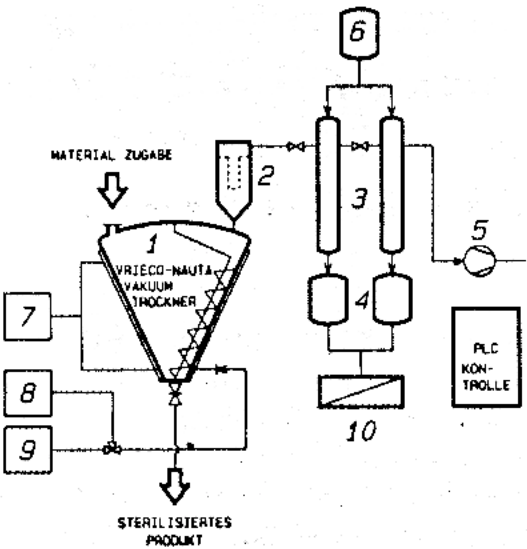 6
MATERIAL ZUGABE
2
3
5
1
VRIECO-NAUTA
VAKUUM
TROCKNER
7
4
PLC
KON-
TROLLE
8
9
10
STERILISIERTES
PRODUKT